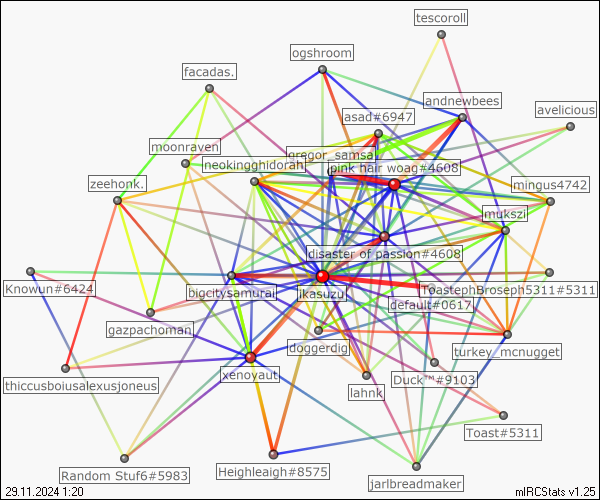 tescoroll
ogshroom
facadas.
andnewbees
avelicious
asad#6947
moonraven
gregor_samsa
neokingghidorah
pink hair woag#4608
zeehonk.
mingus4742
mukszi
disaster of passion#4608
Knowun#6424
bigcitysamurai
jkasuzu
ToastephBroseph5311#5311
default#0617
gazpachoman
doggerdig
turkey_mcnugget
thiccusboiusalexusjoneus
xenoyaut
lahnk
Duck™#9103
Toast#5311
Random Stuf6#5983
Heighleaigh#8575
jarlbreadmaker
29.11.2024 1:20
mIRCStats v1.25